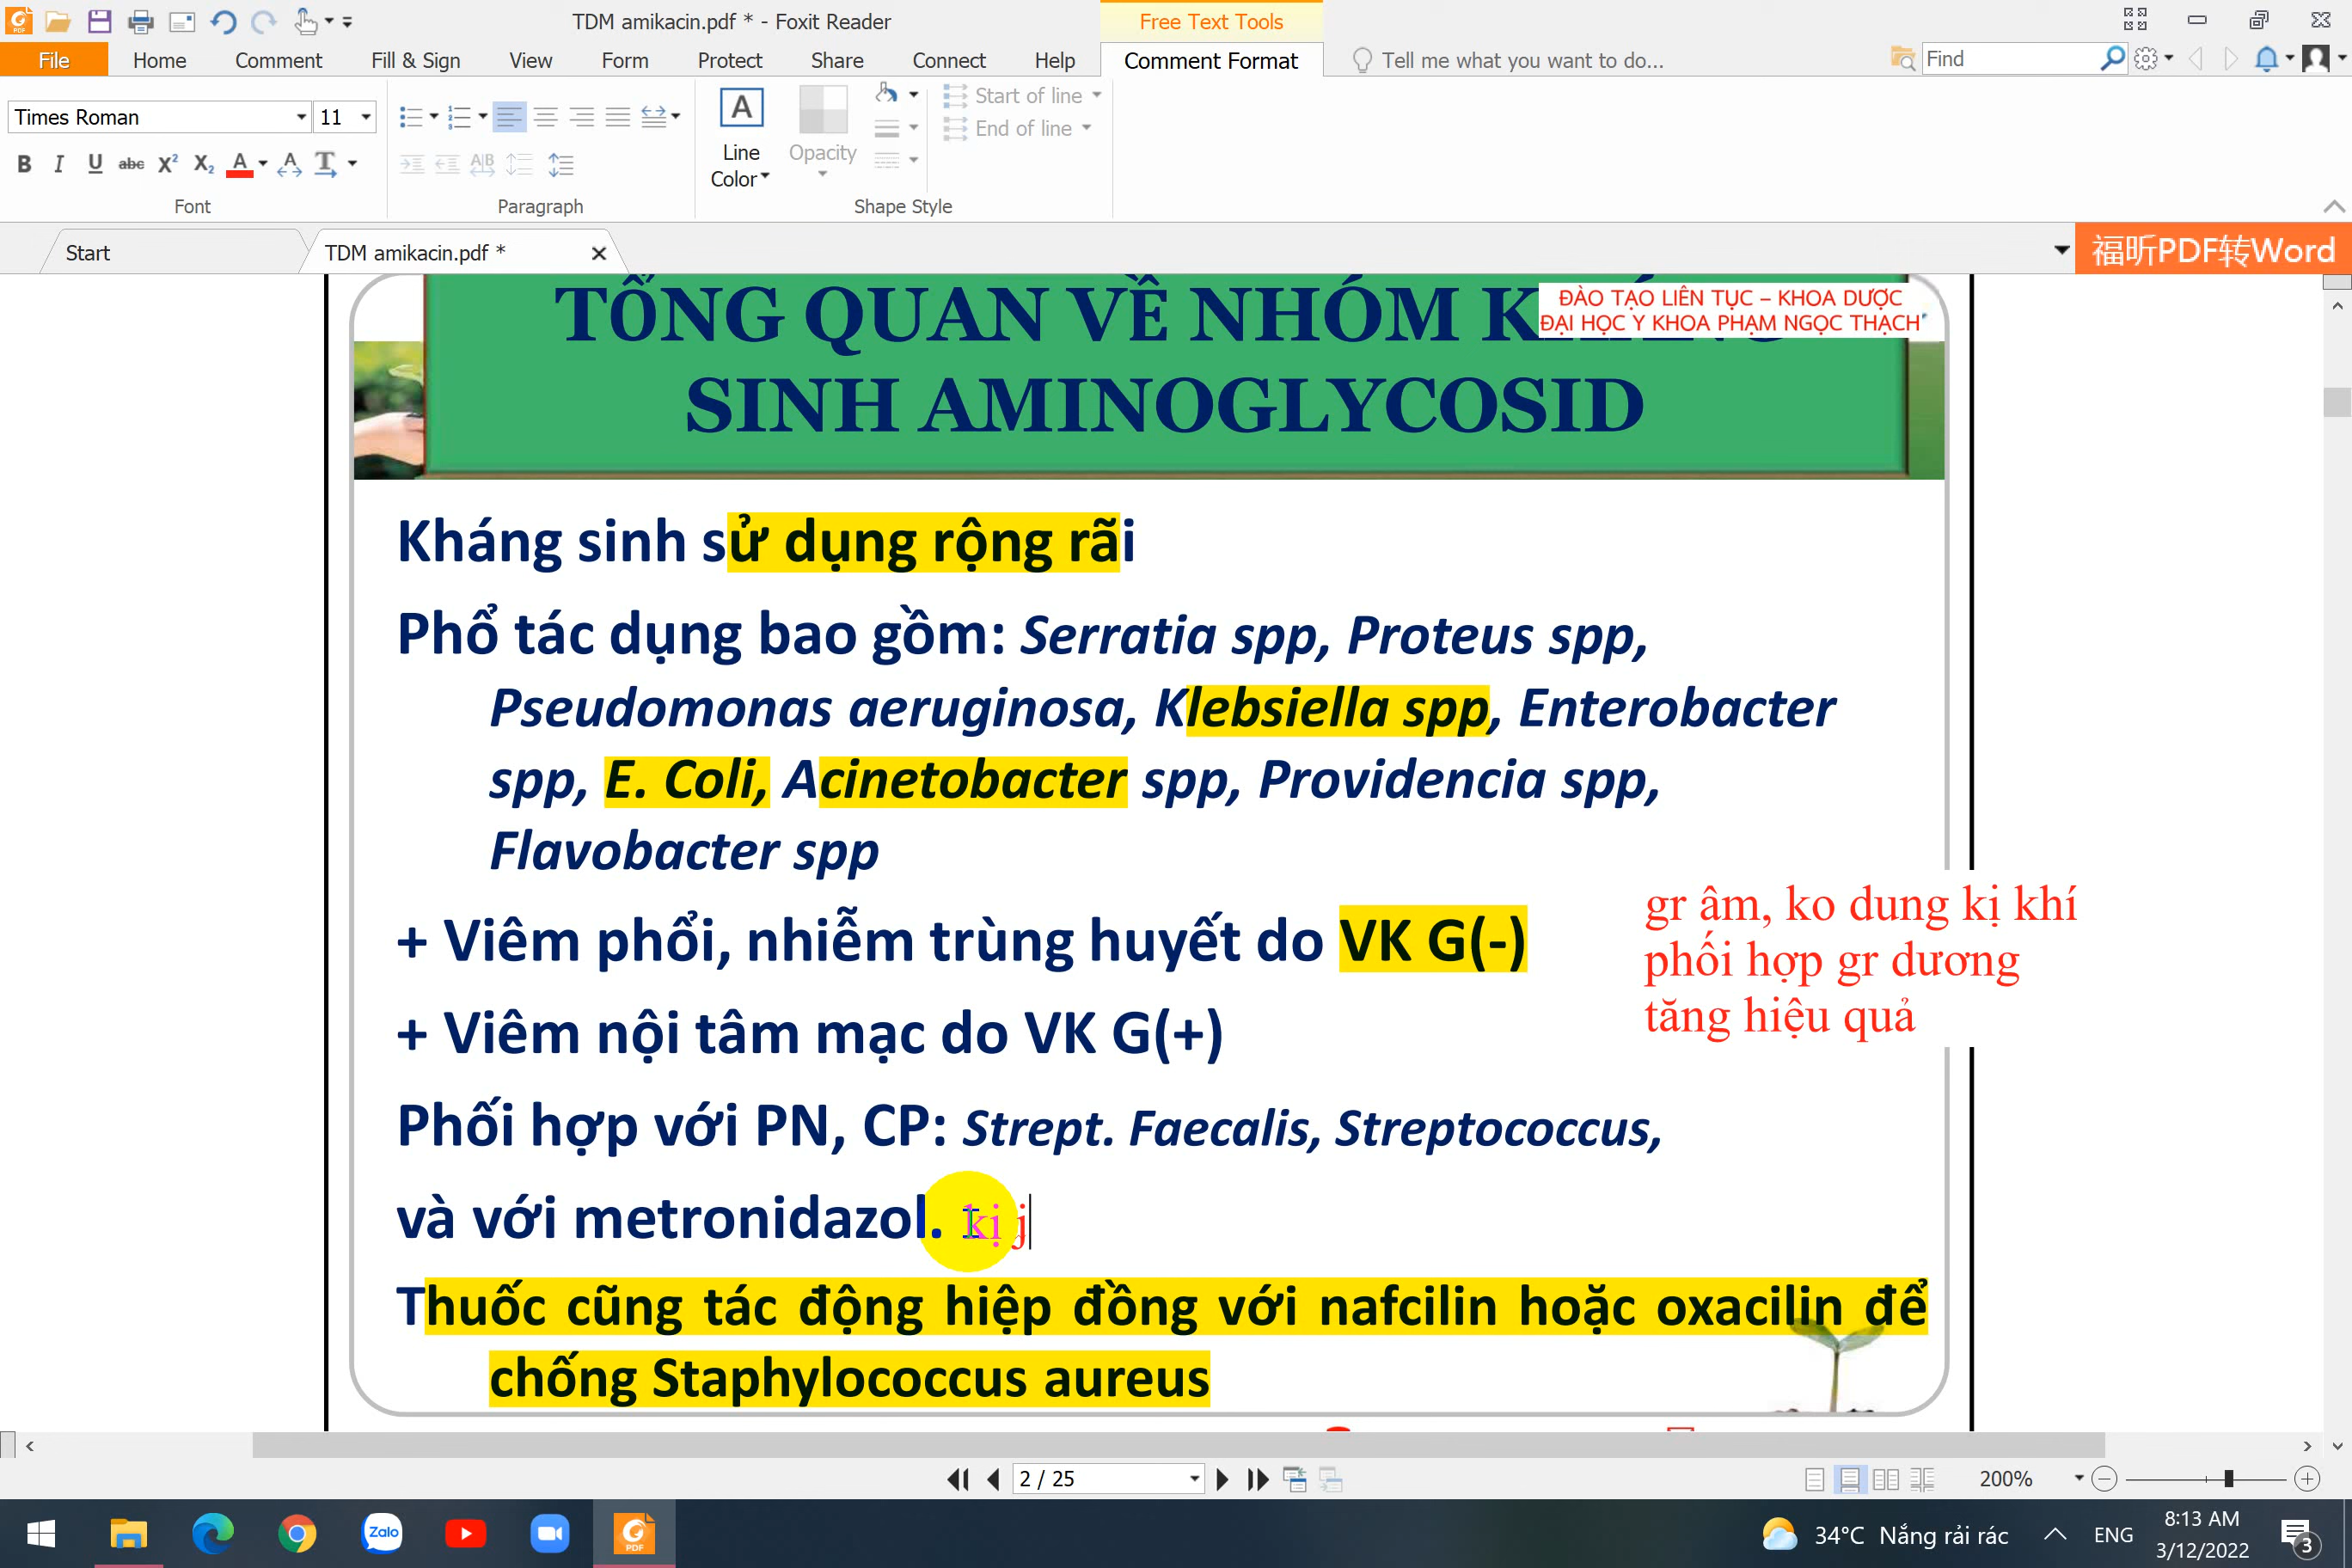 TDM amikacin.pdf * - Foxit Reader
Free Text Tools
File
Home
Comment
Fill & Sign
View
Form
Protect
Share
Connect
Help
Comment Format
Tell me what you want to do...
Find
Times Roman
11
Line
Color
Opacity
Start of line
End of line
Font
Paragraph
Shape Style
Start
TDM amikacin.pdf *
福昕PDF转Word
TỔNG QUAN VỀ NHÓM
ĐÀO TẠO LIÊN TỤC – KHOA DƯỢC
ĐẠI HỌC Y KHOA PHẠM NGỌC THẠCH
SINH AMINOGLYCOSID
Kháng sinh sử dụng rộng rãi
Phổ tác dụng bao gồm: Serratia spp, Proteus spp,
Pseudomonas aeruginosa, Klebsiella spp, Enterobacter
spp, E. Coli, Acinetobacter spp, Providencia spp,
Flavobacter spp
+ Viêm phổi, nhiễm trùng huyết do VK G(-)
gr âm, ko dung kị khí
phối hợp gr dương
tăng hiệu quả
+ Viêm nội tâm mạc do VK G(+)
Phối hợp với PN, CP: Strept. Faecalis, Streptococcus,
và với metronidazol. kị j
Thuốc cũng tác động hiệp đồng với nafcilin hoặc oxacilin để
chống Staphylococcus aureus
2 / 25
200%
Zalo
34°C Nắng rải rác
ENG
8:13 AM
3/12/2022
3